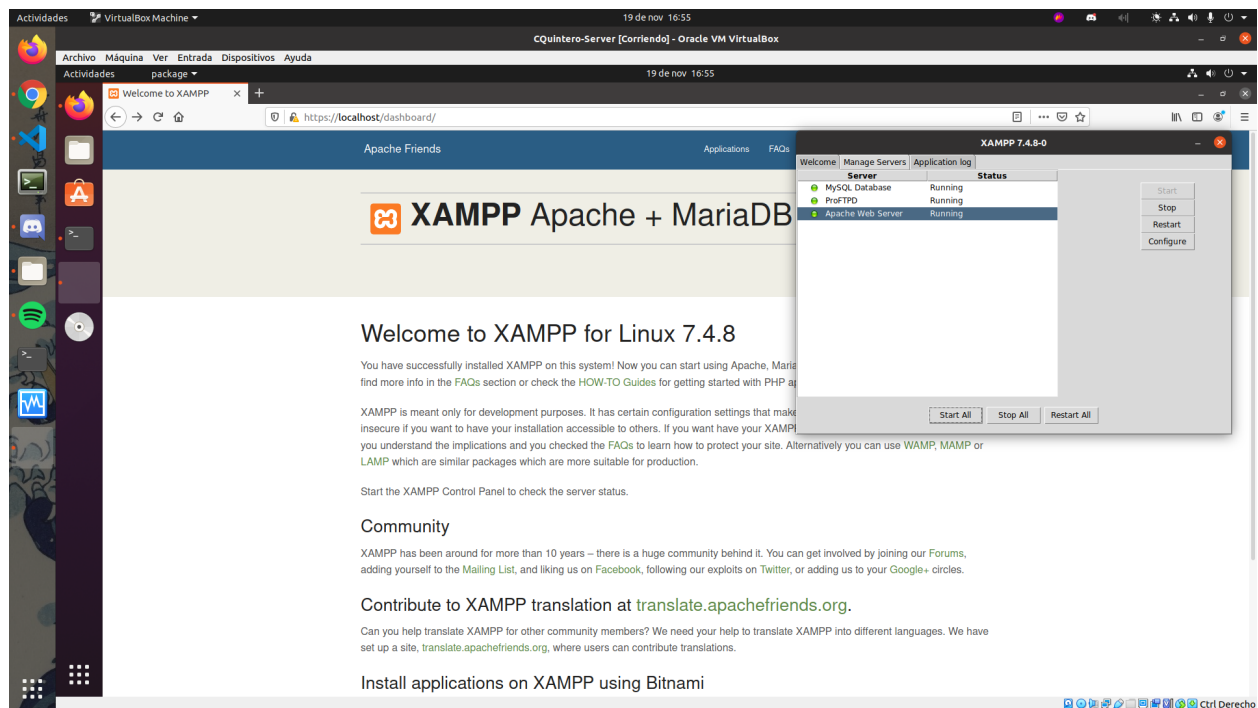 Actividades VirtualBox Machine 19 de nov 16:55
CQuintero-Server [Corriendo] - Oracle VM VirtualBox
Archivo Máquina Ver Entrada Dispositivos Ayuda
Actividades package 19 de nov 16:55
Welcome to XAMPP
https://localhost/dashboard/
Apache Friends Applications FAQs
XAMPP Apache + MariaDB
Welcome to XAMPP for Linux 7.4.8
You have successfully installed XAMPP on this system! Now you can start using Apache, Maria
find more info in the FAQs section or check the HOW-TO Guides for getting started with PHP ap
XAMPP is meant only for development purposes. It has certain configuration settings that make
insecure if you want to have your installation accessible to others. If you want have your XAMPP
you understand the implications and you checked the FAQs to learn how to protect your site. Alternatively you can use WAMP, MAMP or
LAMP which are similar packages which are more suitable for production.
Start the XAMPP Control Panel to check the server status.
Community
XAMPP has been around for more than 10 years – there is a huge community behind it. You can get involved by joining our Forums,
adding yourself to the Mailing List, and liking us on Facebook, following our exploits on Twitter, or adding us to your Google+ circles.
Contribute to XAMPP translation at translate.apachefriends.org.
Can you help translate XAMPP for other community members? We need your help to translate XAMPP into different languages. We have
set up a site, translate.apachefriends.org, where users can contribute translations.
Install applications on XAMPP using Bitnami
XAMPP 7.4.8-0
Welcome Manage Servers Application log
Server Status
MySQL Database Running
ProFTPD Running
Apache Web Server Running
Start
Stop
Restart
Configure
Start All Stop All Restart All
Ctrl Derecho